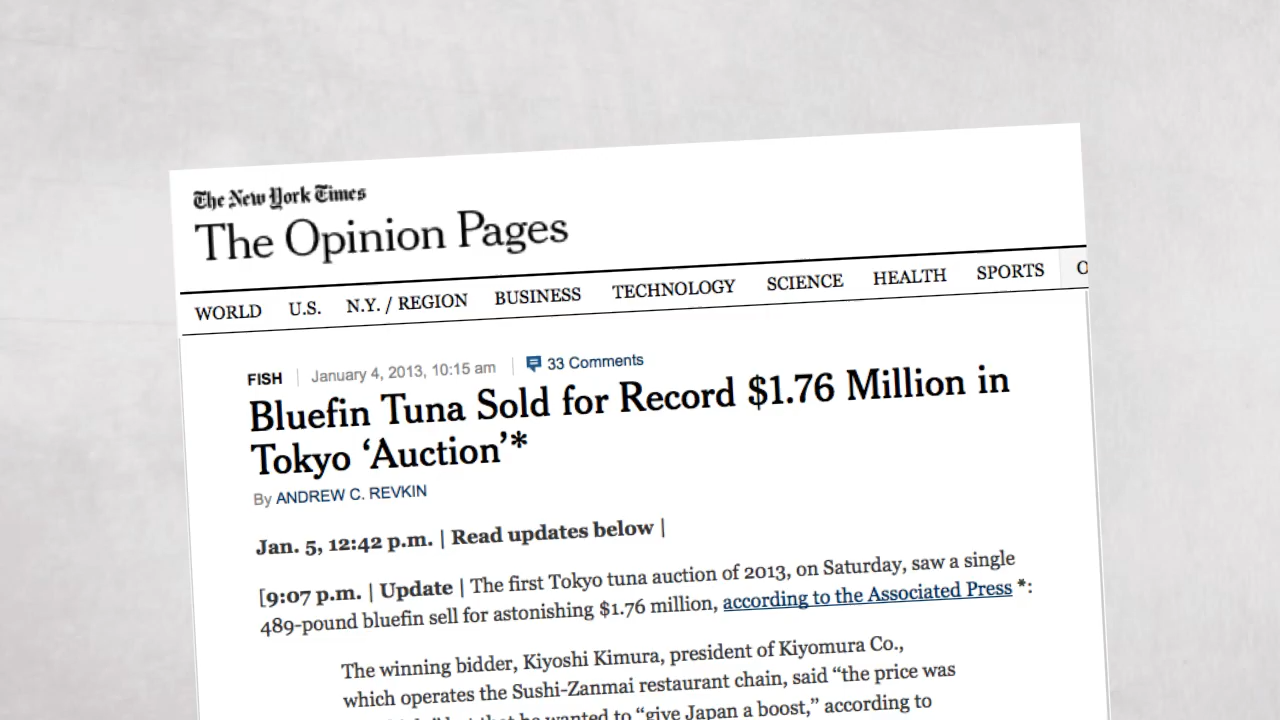 The New York Times
The Opinion Pages
WORLD U.S. N.Y. / REGION BUSINESS TECHNOLOGY SCIENCE HEALTH SPORTS O
FISH | January 4, 2013, 10:15 am | 33 Comments
Bluefin Tuna Sold for Record $1.76 Million in
Tokyo ‘Auction’*
By ANDREW C. REVKIN
Jan. 5, 12:42 p.m. | Read updates below |
[9:07 p.m. | Update | The first Tokyo tuna auction of 2013, on Saturday, saw a single
489-pound bluefin sell for astonishing $1.76 million, according to the Associated Press *:
The winning bidder, Kiyoshi Kimura, president of Kiyomura Co.,
which operates the Sushi-Zanmai restaurant chain, said “the price was
but that he wanted to “give Japan a boost,” according to